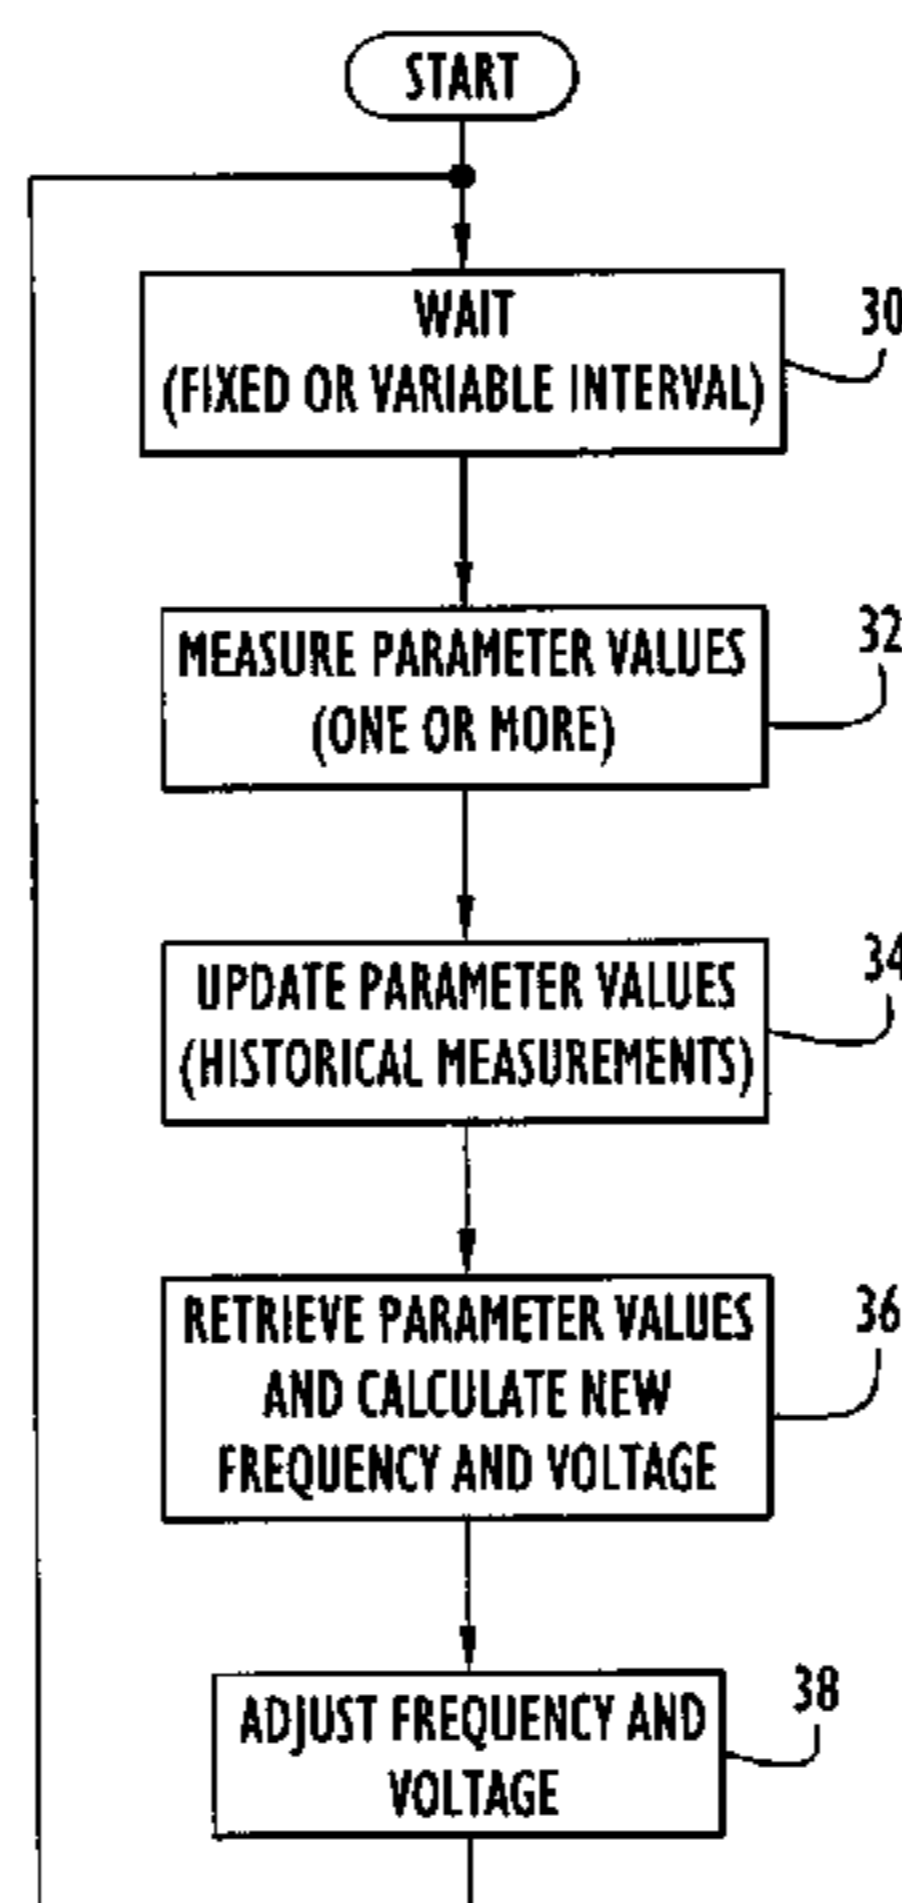 START
WAIT
(FIXED OR VARIABLE INTERVAL)
30
MEASURE PARAMETER VALUES
(ONE OR MORE)
32
UPDATE PARAMETER VALUES
(HISTORICAL MEASUREMENTS)
34
RETRIEVE PARAMETER VALUES
AND CALCULATE NEW
FREQUENCY AND VOLTAGE
36
ADJUST FREQUENCY AND
VOLTAGE
38